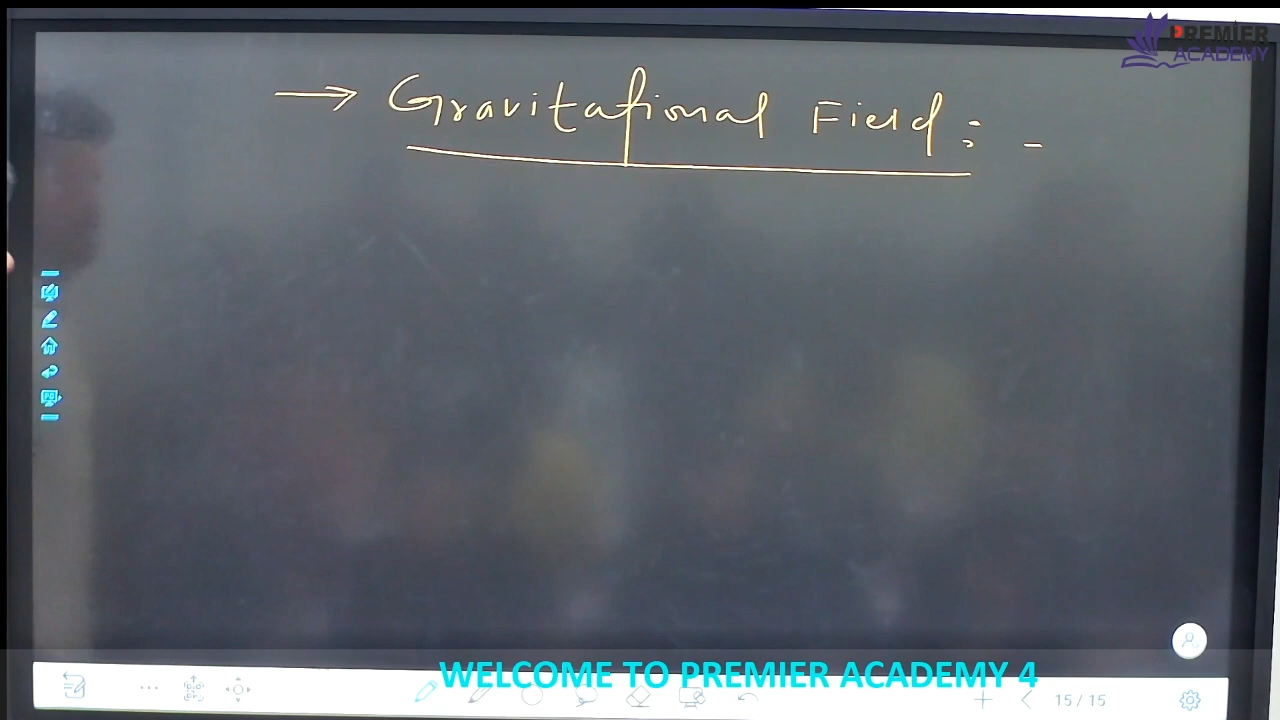 PREMIER
ACADEMY
→ Gravitational Field : -
WELCOME TO PREMIER ACADEMY 4
15 / 15